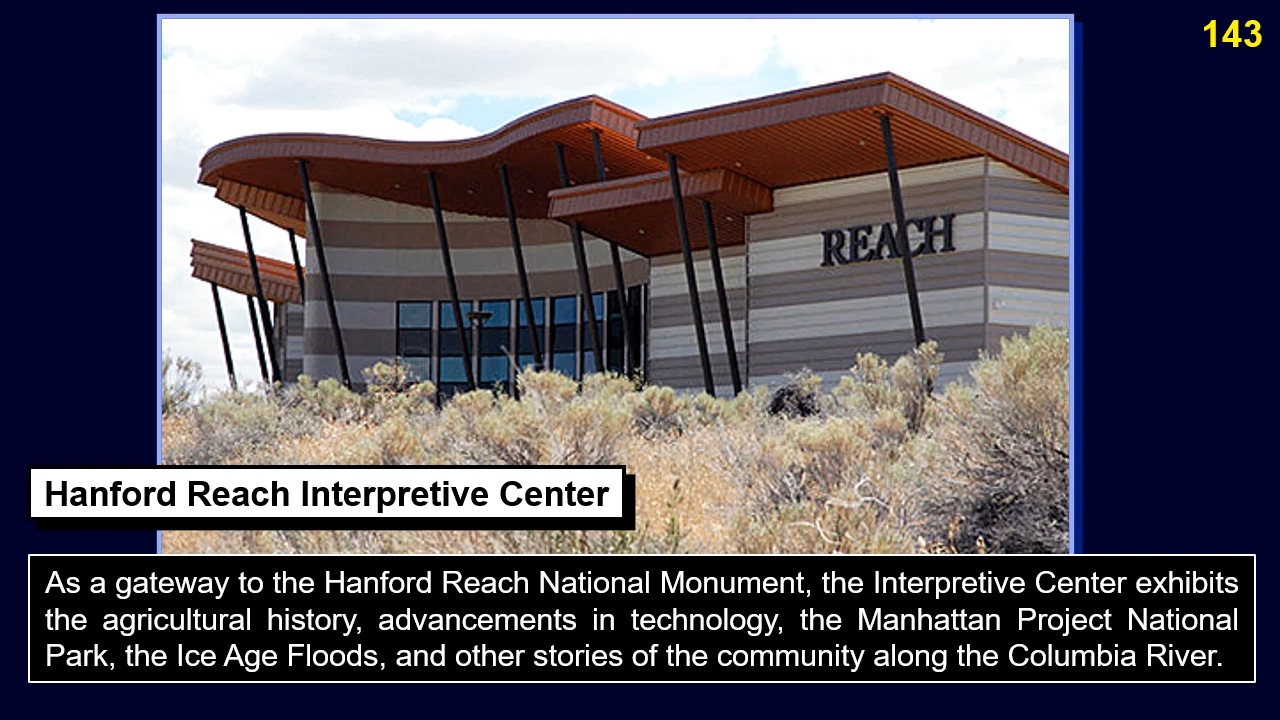 143
REACH
Hanford Reach Interpretive Center
As a gateway to the Hanford Reach National Monument, the Interpretive Center exhibits
the agricultural history, advancements in technology, the Manhattan Project National
Park, the Ice Age Floods, and other stories of the community along the Columbia River.